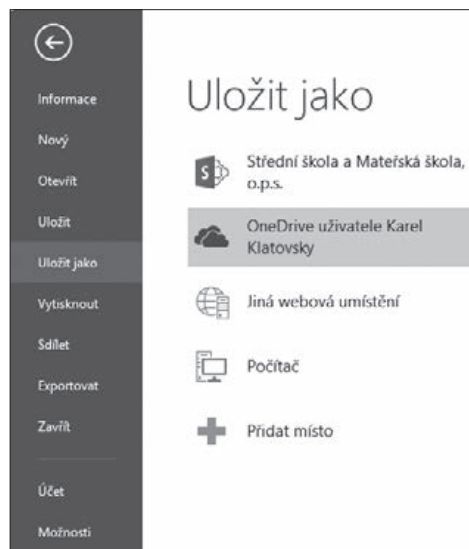 Informace
Nový
Otevřít
Uložit
Uložit jako
Vytisknout
Sdílet
Exportovat
Zavřít
Účet
Možnosti
Uložit jako
S
Střední škola a Mateřská škola,
o.p.s.
OneDrive uživatele Karel
Klatovsky
Jiná webová umístění
Počítač
Přidat místo